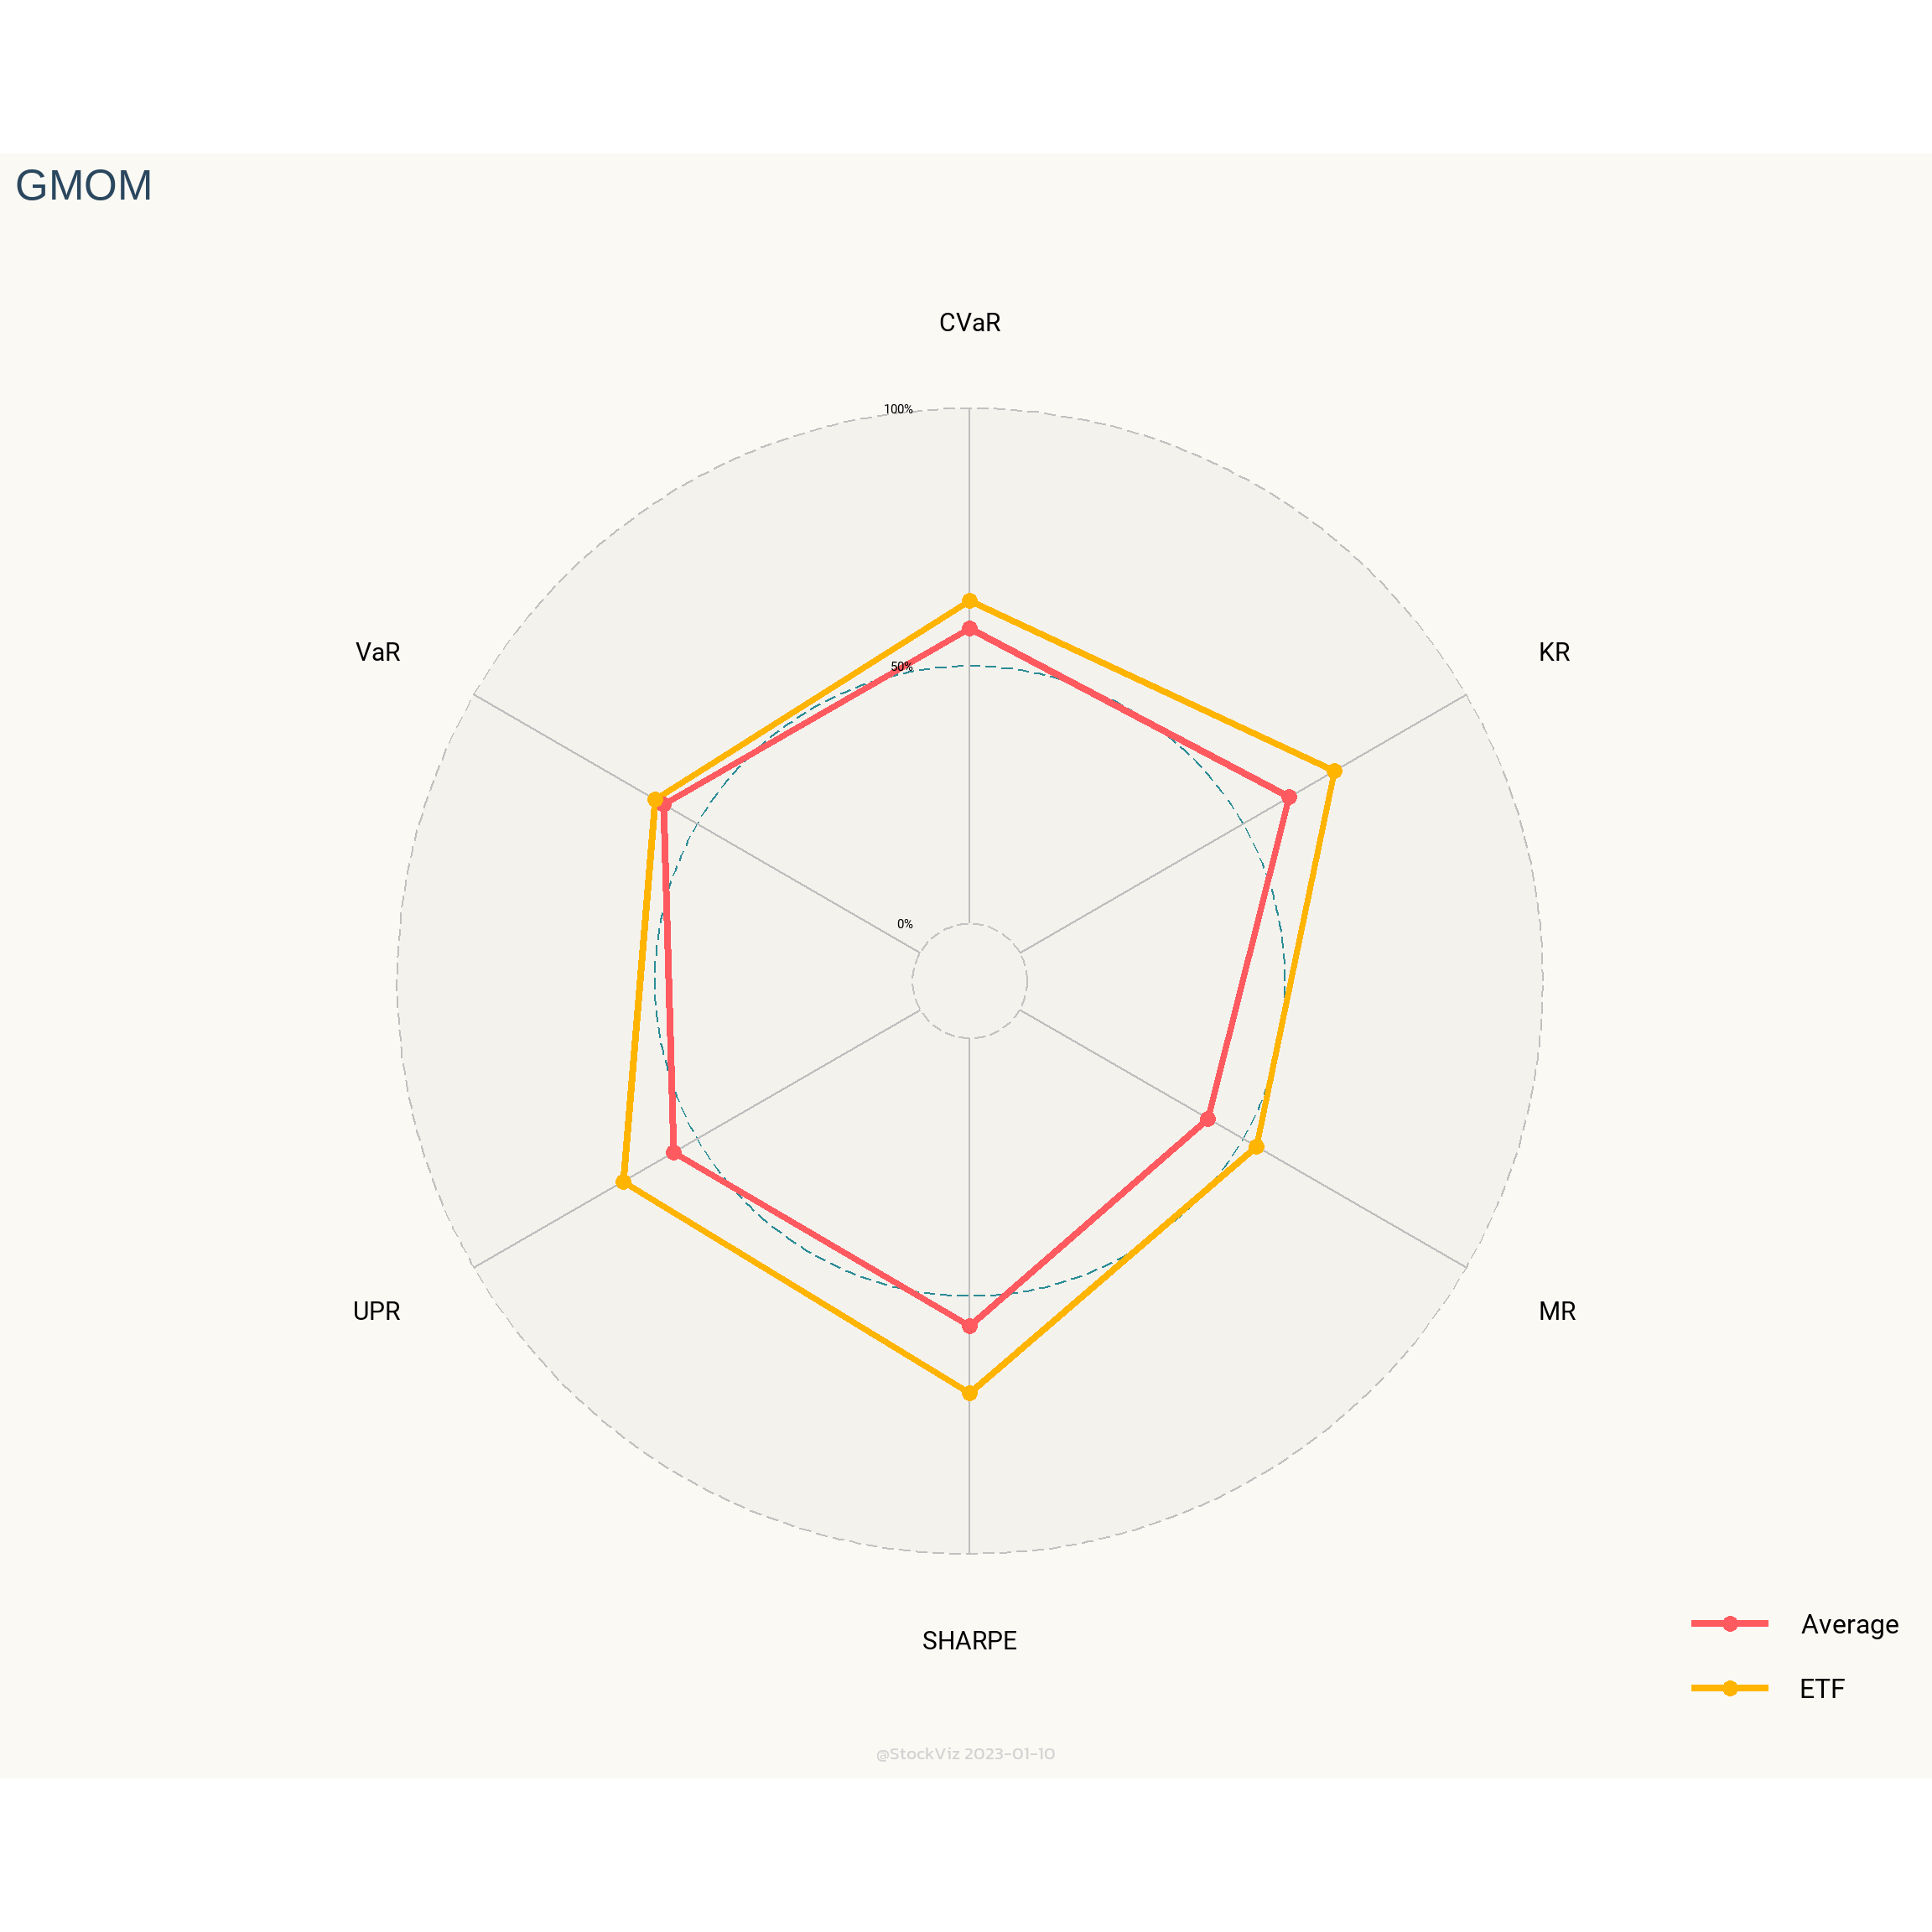 GMOM
CVaR
100%
KR
VaR
50%
0%
UPR
MR
SHARPE
Average
ETF
@StockViz 2023-01-10